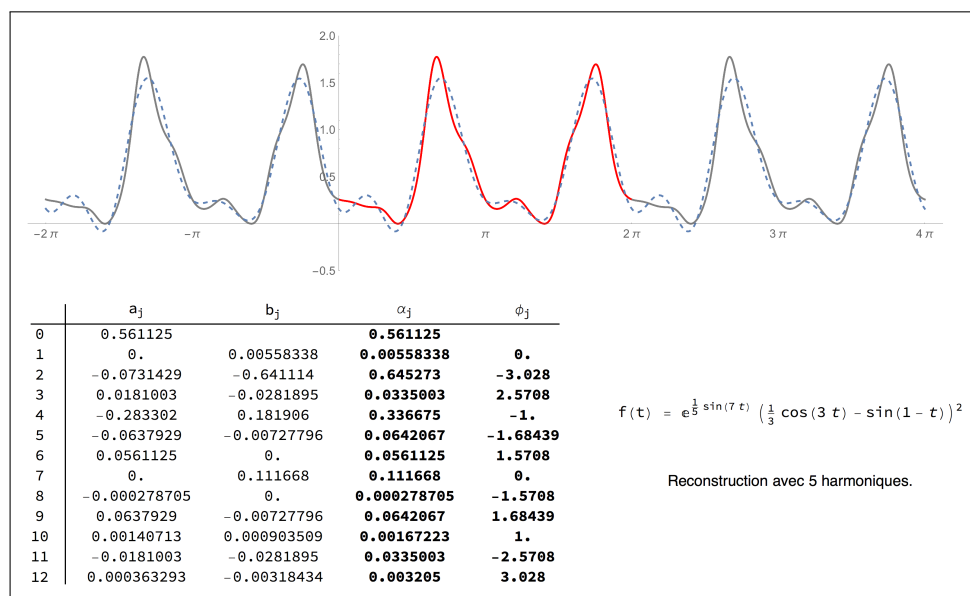 2.0
1.5
1.0
0.5
-0.5
-2 π
-π
π
2 π
3 π
4 π
a_j b_j α_j ϕ_j
0 0.561125 0.561125
1 0. 0.00558338 0.00558338 0.
2 -0.0731429 -0.641114 0.645273 -3.028
3 0.0181003 -0.0281895 0.0335003 2.5708
4 -0.283302 0.181906 0.336675 -1.
5 -0.0637929 -0.00727796 0.0642067 -1.68439
6 0.0561125 0. 0.0561125 1.5708
7 0. 0.111668 0.111668 0.
8 -0.000278705 0. 0.000278705 -1.5708
9 0.0637929 -0.00727796 0.0642067 1.68439
10 0.00140713 0.000903509 0.00167223 1.
11 -0.0181003 -0.0281895 0.0335003 -2.5708
12 0.000363293 -0.00318434 0.003205 3.028
f(t) = e^(1/5 sin(7 t)) (1/3 cos(3 t) - sin(1 - t))^2
Reconstruction avec 5 harmoniques.